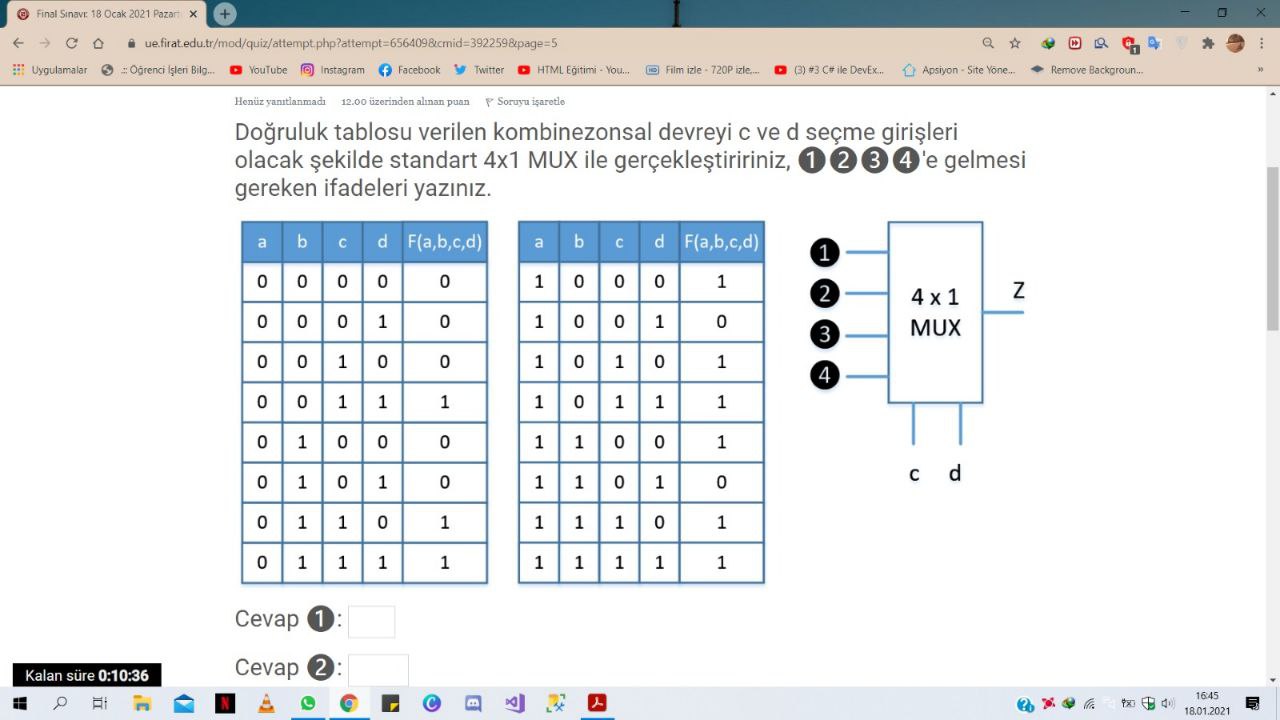 Final Sınavı: 18 Ocak 2021 Pazart
ue.firat.edu.tr/mod/quiz/attempt.php?attempt=656409&cmid=392259&page=5
Uygulamalar .:: Öğrenci İşleri Bilg... YouTube Instagram Facebook Twitter HTML Eğitimi - You... Film izle - 720P izle,... (3) #3 C# ile DevEx... Apsiyon - Site Yöne... Remove Backgroun... »
Henüz yanıtlanmadı 12.00 üzerinden alınan puan Soruyu işaretle
Doğruluk tablosu verilen kombinezonsal devreyi c ve d seçme girişleri
olacak şekilde standart 4x1 MUX ile gerçekleştiririniz, ❶❷❸❹'e gelmesi
gereken ifadeleri yazınız.
a b c d F(a,b,c,d)
0 0 0 0 0
0 0 0 1 0
0 0 1 0 0
0 0 1 1 1
0 1 0 0 0
0 1 0 1 0
0 1 1 0 1
0 1 1 1 1
a b c d F(a,b,c,d)
1 0 0 0 1
1 0 0 1 0
1 0 1 0 1
1 0 1 1 1
1 1 0 0 1
1 1 0 1 0
1 1 1 0 1
1 1 1 1 1
❶
❷
❸
❹
4 x 1
MUX
Z
c d
Cevap ❶:
Cevap ❷:
Kalan süre 0:10:36
16:45
18.01.2021